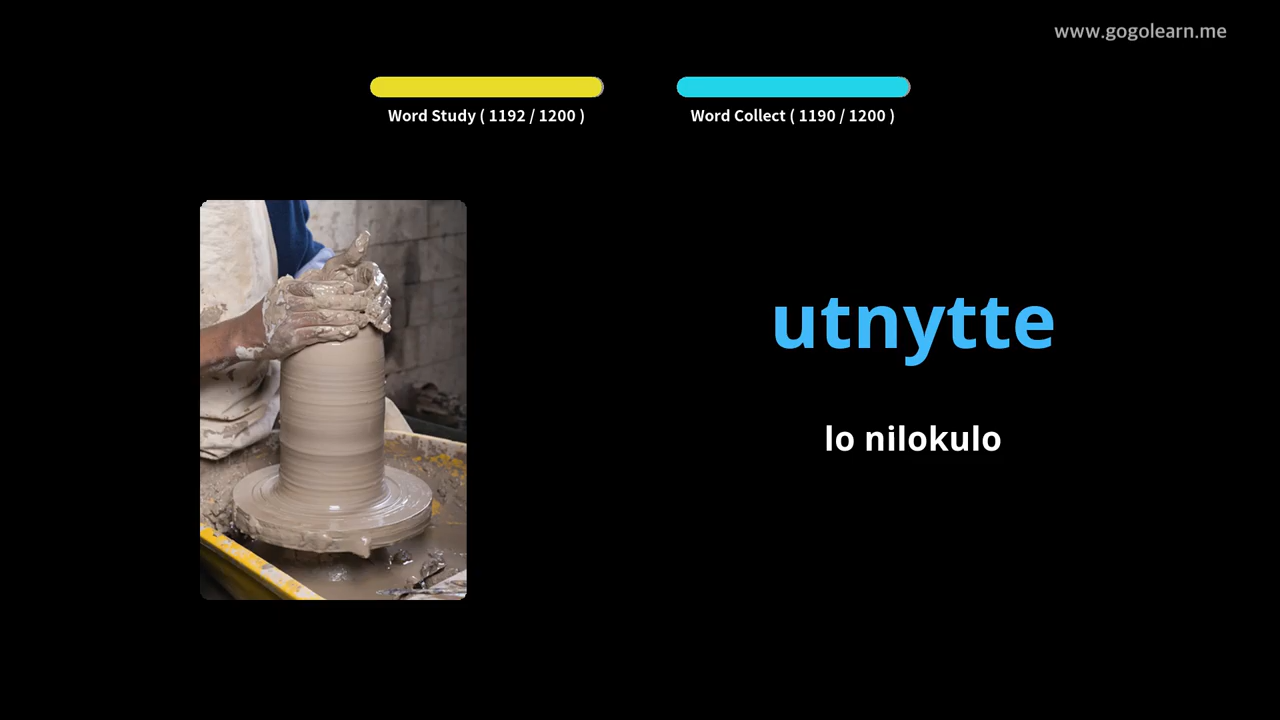 www.gogolearn.me
Word Study ( 1192 / 1200 )
Word Collect ( 1190 / 1200 )
utnytte
lo nilokulo